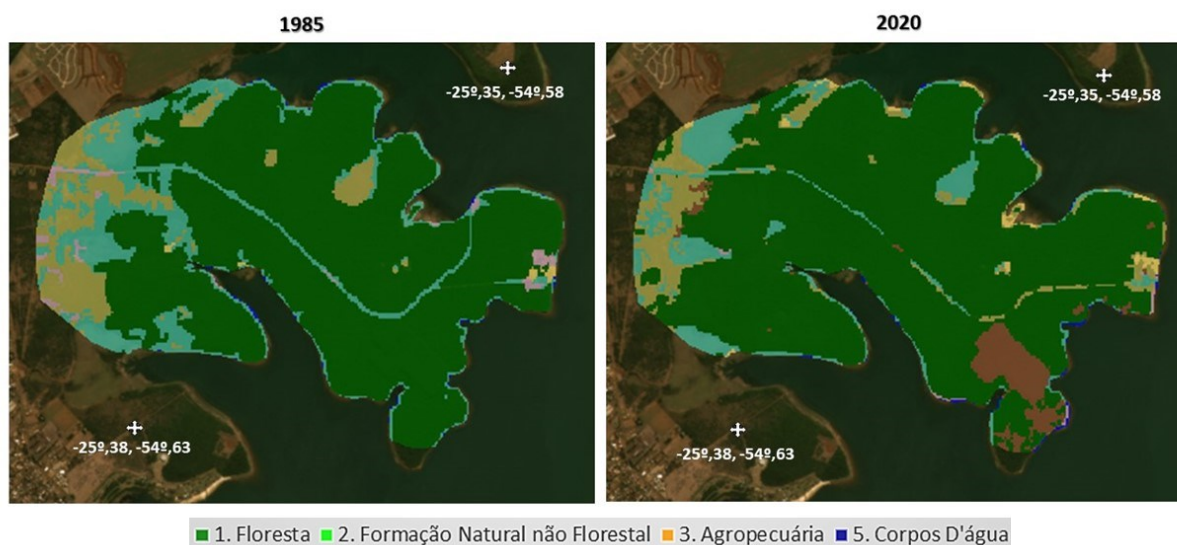 1985
2020
-25º,35, -54º,58
-25º,35, -54º,58
-25º,38, -54º,63
-25º,38, -54º,63
1. Floresta 2. Formação Natural não Florestal 3. Agropecuária 5. Corpos D'água